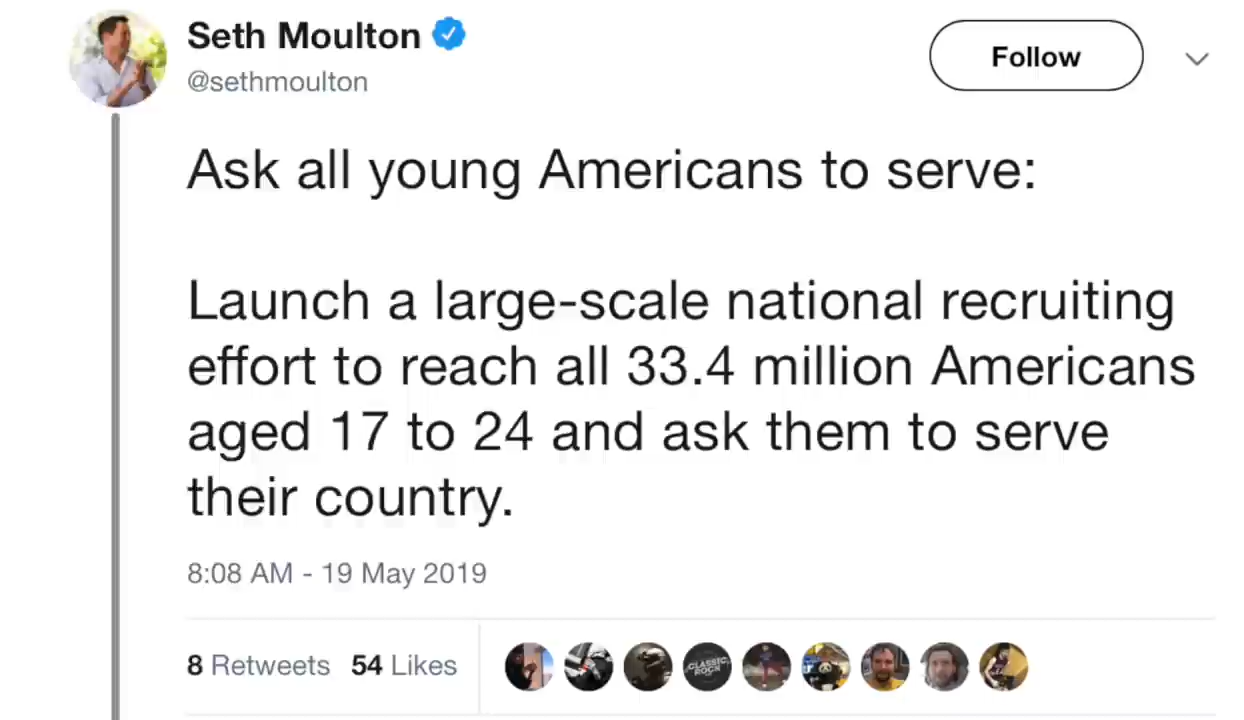 Seth Moulton
@sethmoulton
Follow
Ask all young Americans to serve:
Launch a large-scale national recruiting
effort to reach all 33.4 million Americans
aged 17 to 24 and ask them to serve
their country.
8:08 AM - 19 May 2019
8 Retweets 54 Likes
CLASSIC
ROCK